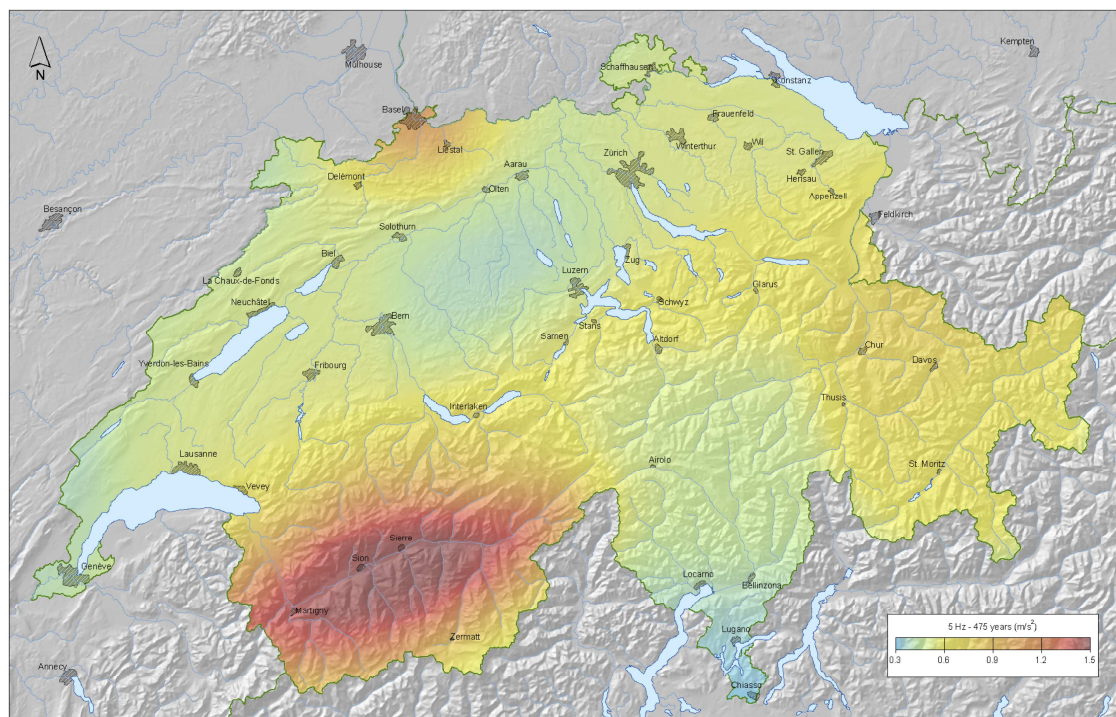 Kempten
Mulhouse
Schaffhausen
Konstanz
N
Basel
Frauenfeld
Liestal
Winterthur
Wil
Zürich
St. Gallen
Aarau
Herisau
Delémont
Olten
Appenzell
Besançon
Feldkirch
Solothurn
Biel
Zug
La Chaux-de-Fonds
Luzern
Glarus
Neuchâtel
Schwyz
Bern
Stans
Sarnen
Altdorf
Chur
Yverdon-les-Bains
Fribourg
Davos
Thusis
Interlaken
Lausanne
Airolo
St. Moritz
Vevey
Sierre
Sion
Genève
Locarno
Bellinzona
Martigny
5 Hz - 475 years (m/s²)
Lugano
Zermatt
0.3 0.6 0.9 1.2 1.5
Annecy
Chiasso